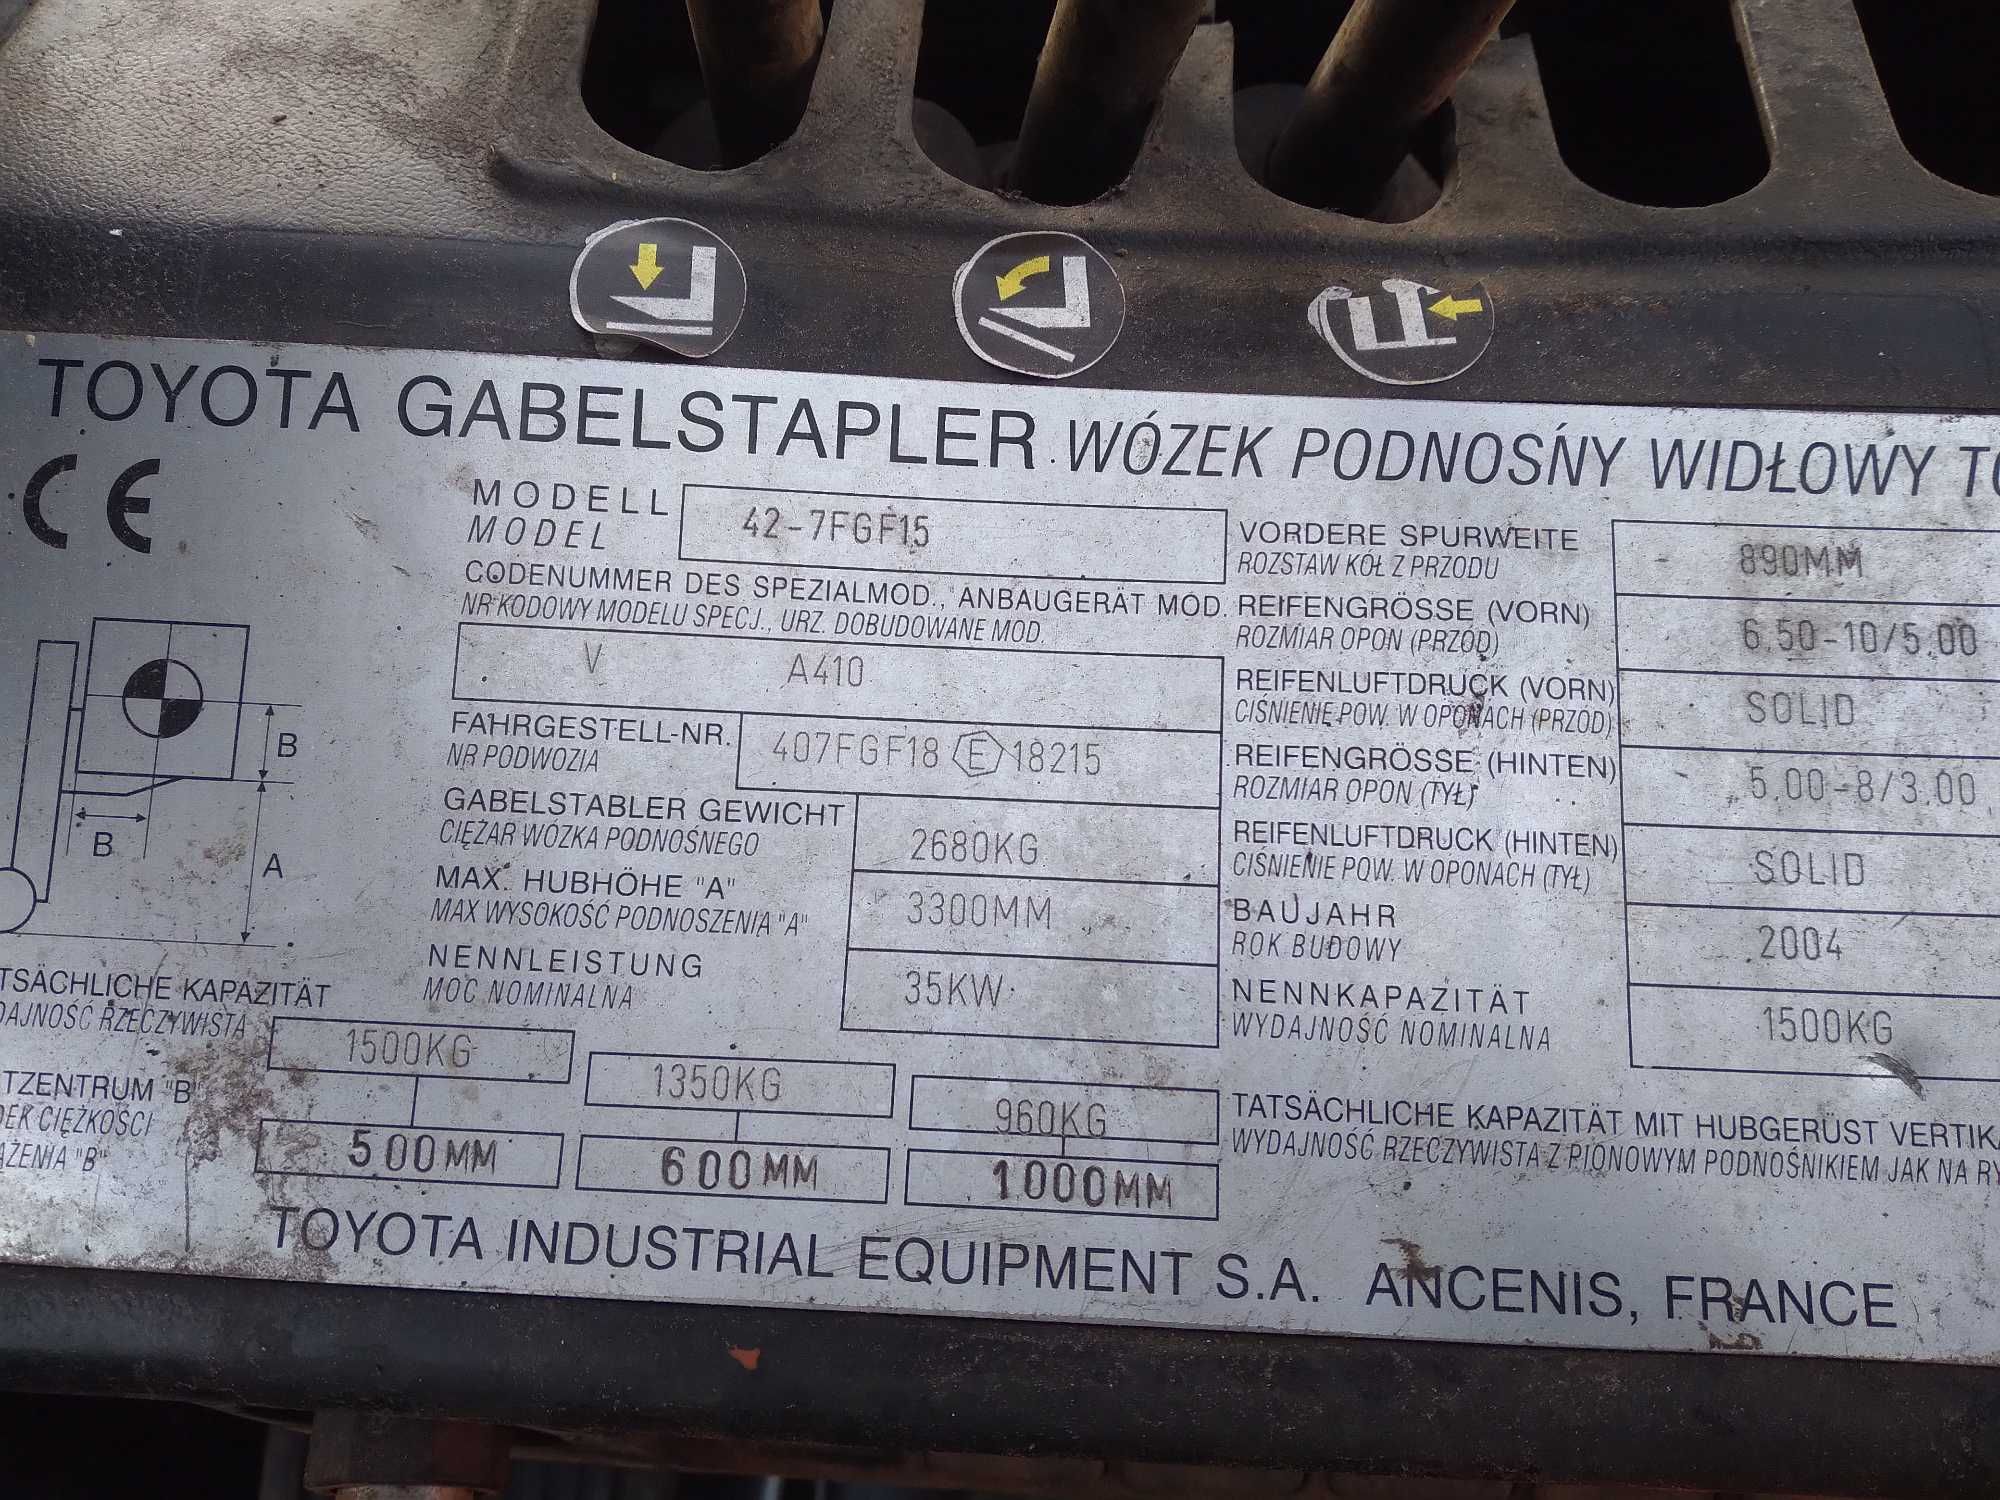 TOYOTA GABELSTAPLER WÓZEK PODNOSŃY WIDŁOWY
CE
MODELL
MODEL
42-7FGF15
CODENUMMER DES SPEZIALMOD., ANBAUGERÄT MOD.
NR KODOWY MODELU SPECJ., URZ. DOBUDOWANE MOD.
V A410
FAHRGESTELL-NR.
NR PODWOZIA
407FGF18 E 18215
GABELSTABLER GEWICHT
CIĘŻAR WÓZKA PODNOŚNEGO
2680KG
MAX. HUBHÖHE "A"
MAX WYSOKOŚĆ PODNOSZENIA "A"
3300MM
NENNLEISTUNG
MOC NOMINALNA
35KW
VORDERE SPURWEITE
ROZSTAW KÓŁ Z PRZODU
890MM
REIFENGRÖSSE (VORN)
ROZMIAR OPON (PRZÓD)
6.50-10/5.00
REIFENLUFTDRUCK (VORN)
CIŚNIENIE POW. W OPONACH (PRZÓD)
SOLID
REIFENGRÖSSE (HINTEN)
ROZMIAR OPON (TYŁ)
5.00-8/3.00
REIFENLUFTDRUCK (HINTEN)
CIŚNIENIE POW. W OPONACH (TYŁ)
SOLID
BAUJAHR
ROK BUDOWY
2004
NENNKAPAZITÄT
WYDAJNOŚĆ NOMINALNA
1500KG
B
B
A
KAPAZITÄT
RZECZYWISTA
1500KG
1350KG
960KG
"B"
CIĘŻKOŚCI
"B"
500MM
600MM
1000MM
TATSÄCHLICHE KAPAZITÄT MIT HUBGERÜST
WYDAJNOŚĆ RZECZYWISTA Z PIONOWYM PODNOŚNIKIEM JAK NA
TOYOTA INDUSTRIAL EQUIPMENT S.A. ANCENIS, FRANCE